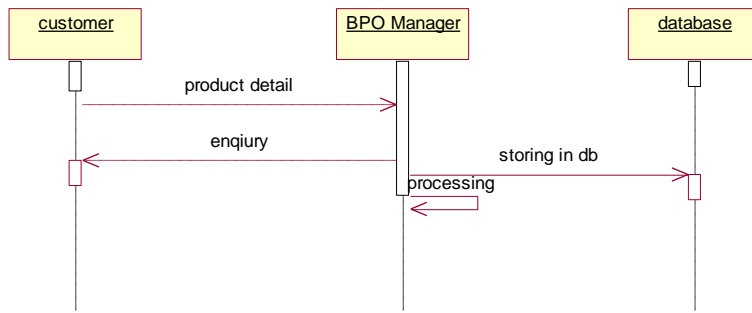 customer
BPO Manager
database
product detail
enqiury
storing in db
processing